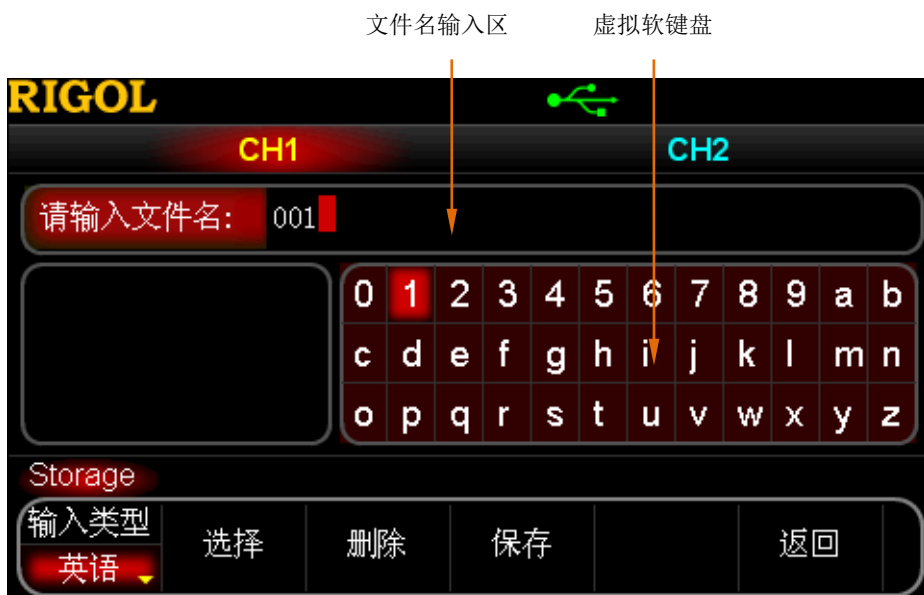 文件名输入区 虚拟软键盘
RIGOL
CH1 CH2
请输入文件名: 001
0 1 2 3 4 5 6 7 8 9 a b
c d e f g h i j k l m n
o p q r s t u v w x y z
Storage
输入类型
选择 删除 保存 返回
英语